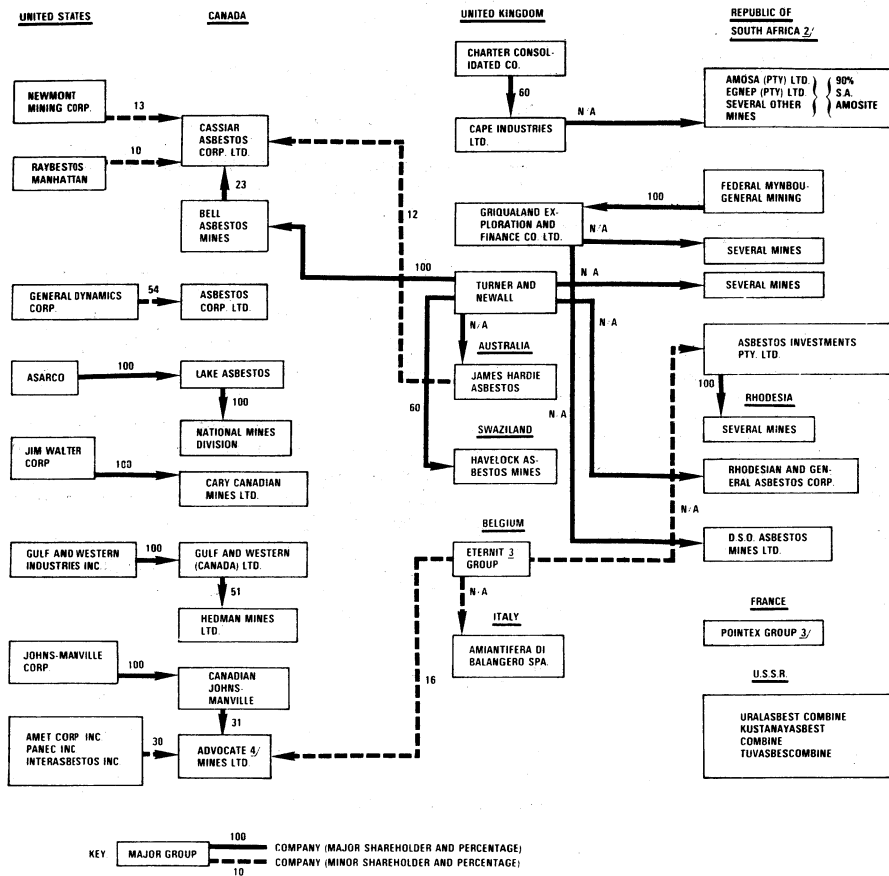 UNITED STATES
CANADA
UNITED KINGDOM
REPUBLIC OF
SOUTH AFRICA 2/
NEWMONT
MINING CORP.
13
RAYBESTOS
MANHATTAN
10
CASSIAR
ASBESTOS
CORP. LTD.
23
BELL
ASBESTOS
MINES
12
100
CHARTER CONSOL-
IDATED CO.
60
CAPE INDUSTRIES
LTD.
N/A
AMOSA (PTY) LTD.
EGNEP (PTY) LTD.
SEVERAL OTHER
MINES
90%
S.A.
AMOSITE
FEDERAL MYNBOU-
GENERAL MINING
100
GRIQUALAND EX-
PLORATION AND
FINANCE CO. LTD.
N/A
SEVERAL MINES
TURNER AND
NEWALL
N/A
SEVERAL MINES
GENERAL DYNAMICS
CORP.
54
ASBESTOS
CORP. LTD.
N/A
N/A
AUSTRALIA
JAMES HARDIE
ASBESTOS
ASBESTOS INVESTMENTS
PTY. LTD.
100
RHODESIA
SEVERAL MINES
ASARCO
100
LAKE ASBESTOS
100
NATIONAL MINES
DIVISION
60
N/A
SWAZILAND
HAVELOCK AS-
BESTOS MINES
JIM WALTER
CORP
100
CARY CANADIAN
MINES LTD.
RHODESIAN AND GEN-
ERAL ASBESTOS CORP.
N/A
D.S.O. ASBESTOS
MINES LTD.
GULF AND WESTERN
INDUSTRIES INC.
100
GULF AND WESTERN
(CANADA) LTD.
51
HEDMAN MINES
LTD.
BELGIUM
ETERNIT 3
GROUP
N/A
ITALY
AMIANTIFERA DI
BALANGERO SPA.
FRANCE
POINTEX GROUP 3/
JOHNS-MANVILLE
CORP.
100
CANADIAN
JOHNS-
MANVILLE
31
16
U.S.S.R.
URALASBEST COMBINE
KUSTANAYASBEST
COMBINE
TUVASBESCOMBINE
AMET CORP INC
PANEC INC
INTERASBESTOS INC
30
ADVOCATE 4/
MINES LTD.
KEY
MAJOR GROUP
100
COMPANY (MAJOR SHAREHOLDER AND PERCENTAGE)
COMPANY (MINOR SHAREHOLDER AND PERCENTAGE)
10